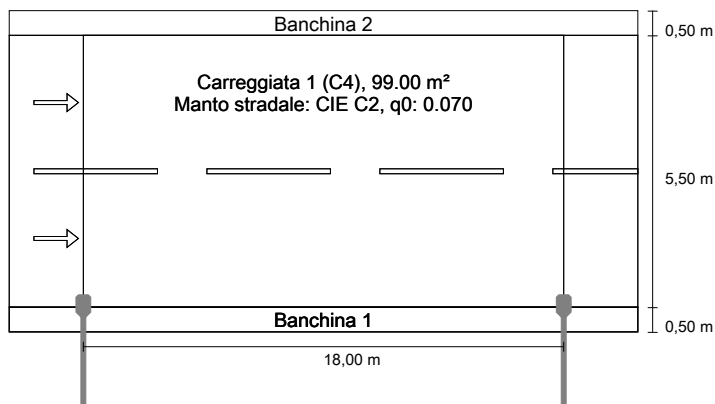 Banchina 2
0,50 m
Carreggiata 1 (C4), 99.00 m²
Manto stradale: CIE C2, q0: 0.070
5,50 m
Banchina 1
0,50 m
18,00 m